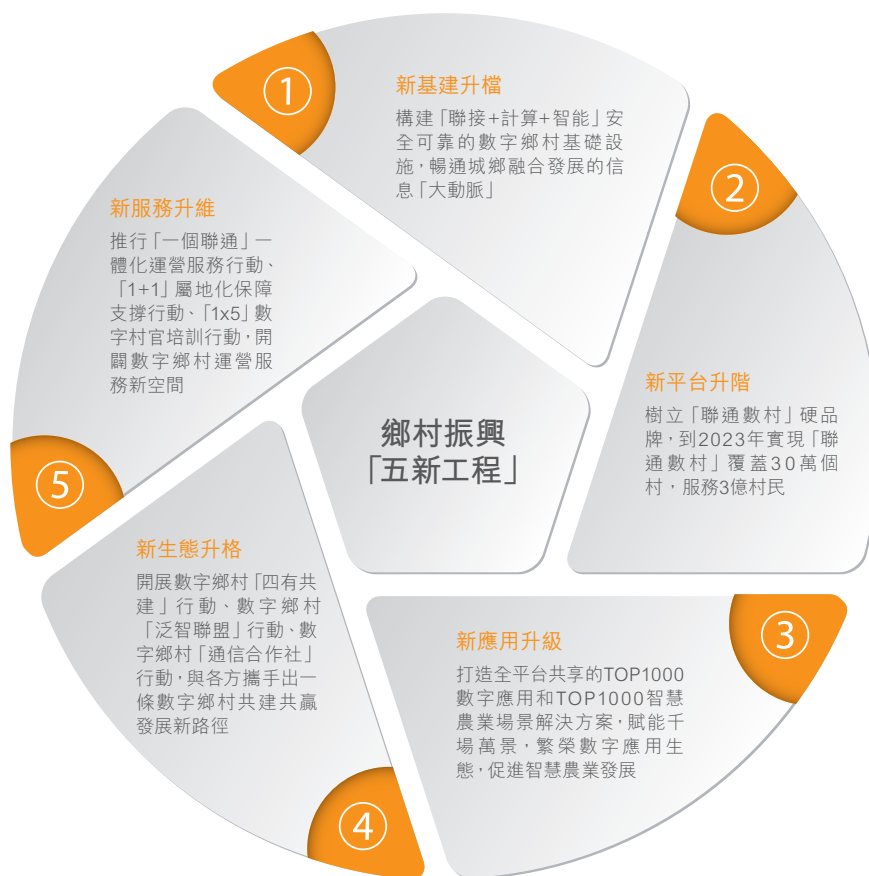 ①
新基建升檔
構建「聯接+計算+智能」安
全可靠的數字鄉村基礎設
施，暢通城鄉融合發展的信
息「大動脈」
②
新平台升階
樹立「聯通數村」硬品
牌，到2023年實現「聯
通數村」覆蓋30萬個
村，服務3億村民
③
新應用升級
打造全平台共享的TOP1000
數字應用和TOP1000智慧
農業場景解決方案，賦能千
場萬景，繁榮數字應用生
態，促進智慧農業發展
④
新生態升格
開展數字鄉村「四有共
建」行動、數字鄉村
「泛智聯盟」行動、數
字鄉村「通信合作社」
行動，與各方攜手出一
條數字鄉村共建共贏
發展新路徑
⑤
新服務升維
推行「一個聯通」一
體化運營服務行動、
「1+1」屬地化保障
支撐行動、「1x5」數
字村官培訓行動，開
闢數字鄉村運營服
務新空間
鄉村振興
「五新工程」